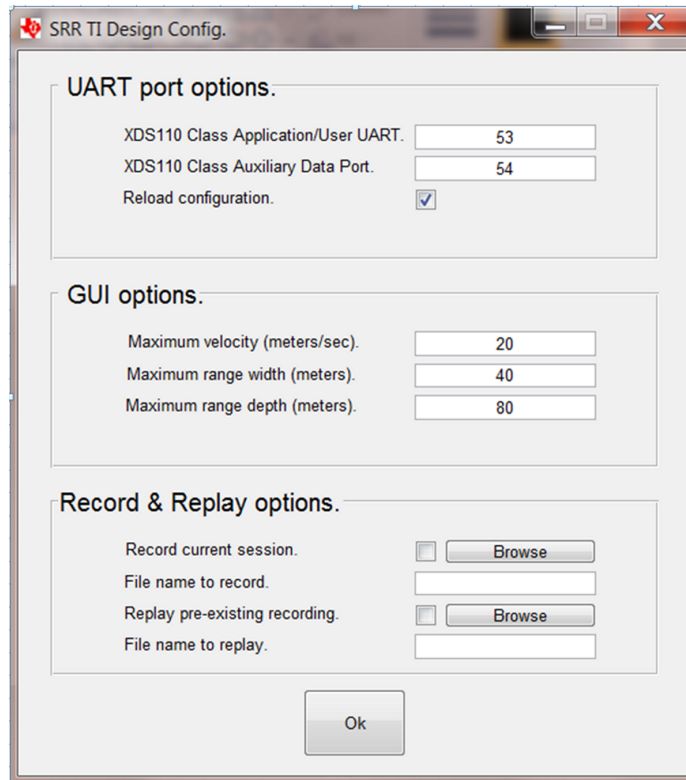 SRR TI Design Config.
UART port options.
XDS110 Class Application/User UART. 53
XDS110 Class Auxiliary Data Port. 54
Reload configuration.
GUI options.
Maximum velocity (meters/sec). 20
Maximum range width (meters). 40
Maximum range depth (meters). 80
Record & Replay options.
Record current session. Browse
File name to record.
Replay pre-existing recording. Browse
File name to replay.
Ok